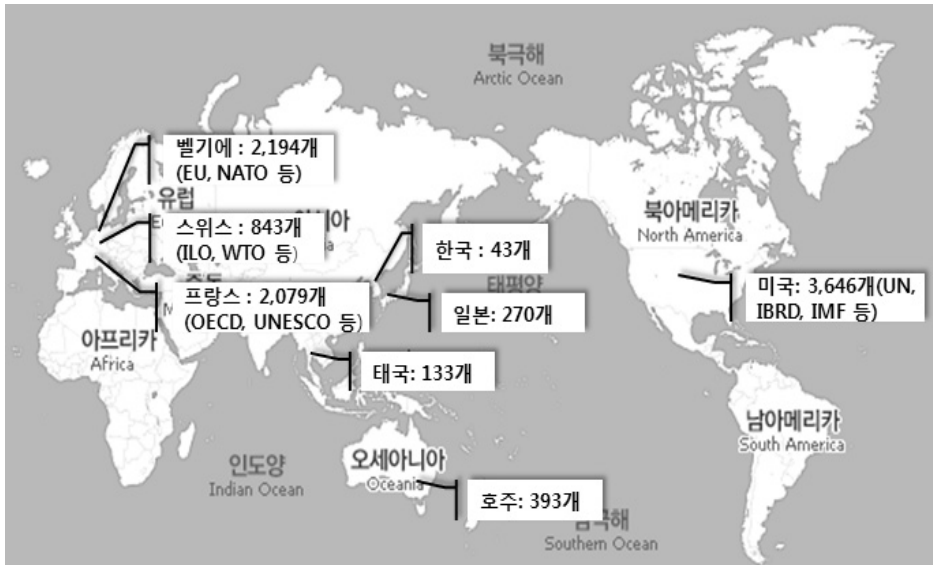 북극해
Arctic Ocean
벨기에 : 2,194개
(EU, NATO 등)
유럽
스위스 : 843개
(ILO, WTO 등)
한국 : 43개
북아메리카
North America
태평양
프랑스 : 2,079개
(OECD, UNESCO 등)
일본: 270개
미국: 3,646개(UN,
IBRD, IMF 등)
아프리카
Africa
태국: 133개
남아메리카
South America
오세아니아
Oceania
인도양
Indian Ocean
호주: 393개
Southern Ocean